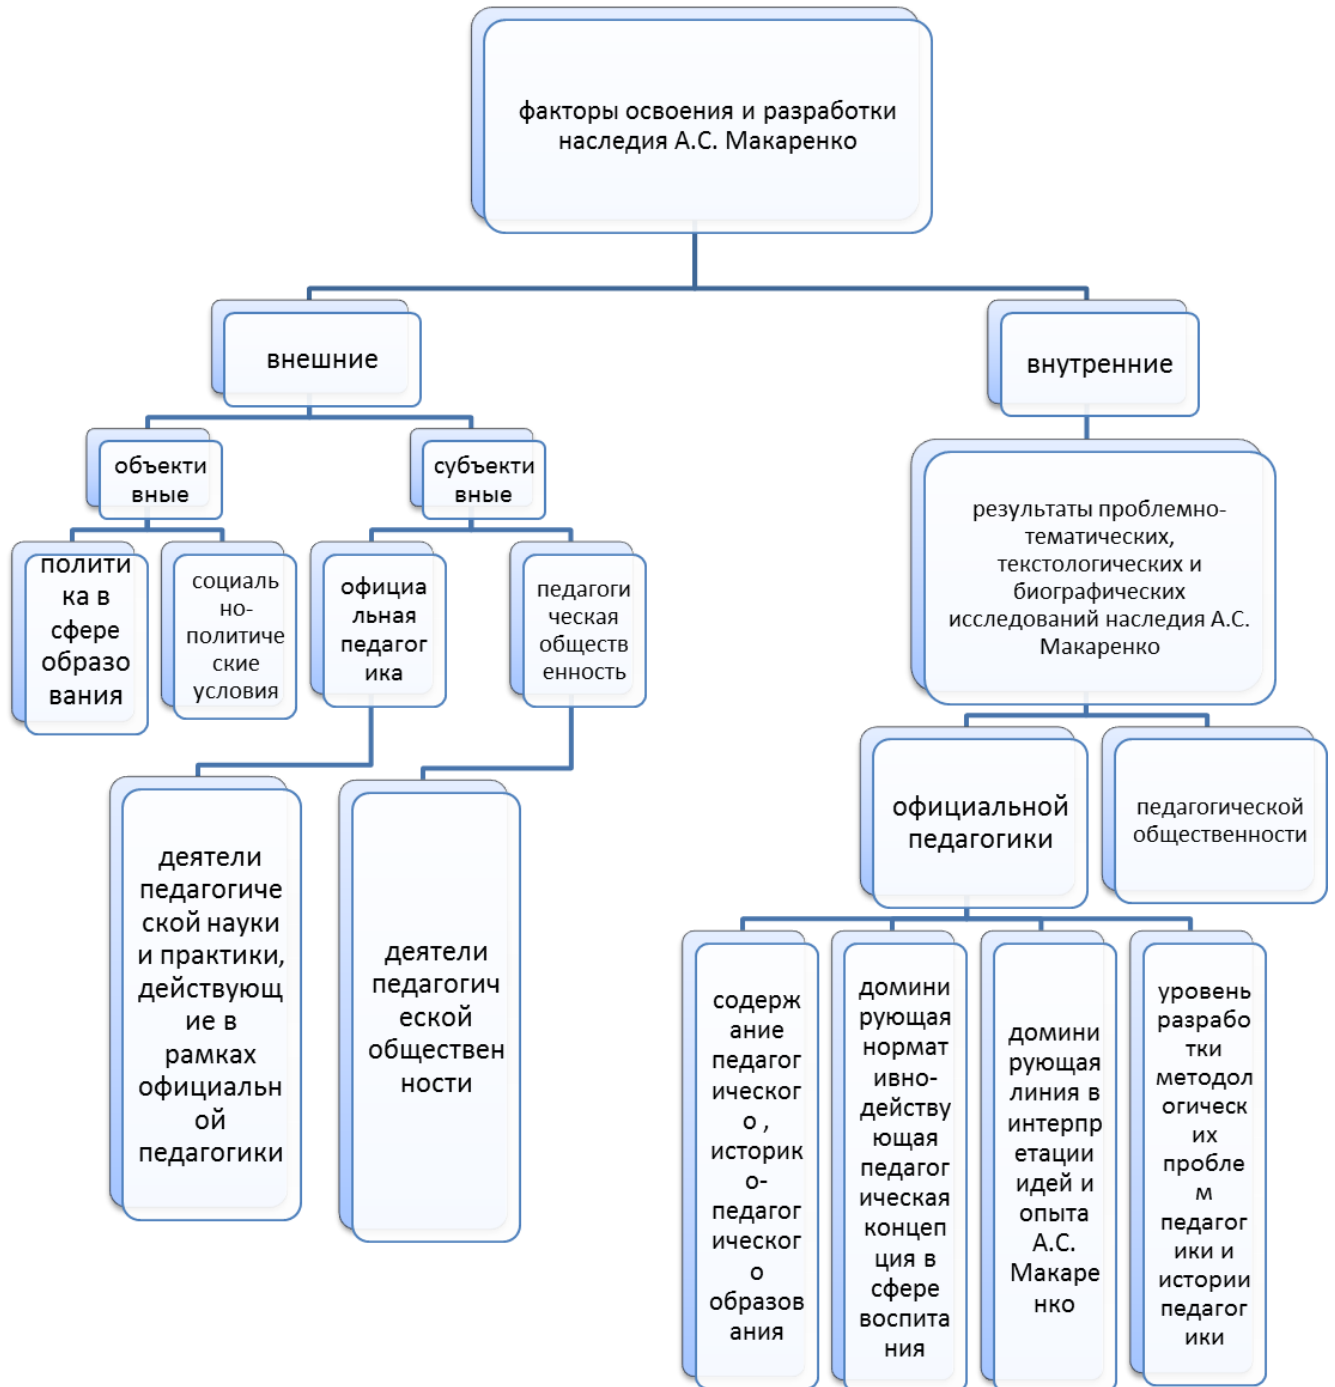 факторы освоения и разработки
наследия А.С. Макаренко
внешние
внутренние
объекти
вные
субъекти
вные
полити
ка в
сфере
образо
вания
социаль
но-
политиче
ские
условия
официа
льная
педагог
ика
педагоги
ческая
обществ
енность
результаты проблемно-
тематических,
текстологических и
биографических
исследований наследия А.С.
Макаренко
официальной
педагогики
педагогической
общественности
деятели
педагогиче
ской науки
и практики,
действующ
ие в
рамках
официальн
ой
педагогики
деятели
педагогич
еской
обществен
ности
содерж
ание
педагог
ическог
о ,
историк
о-
педагог
ическог
о
образов
ания
домини
рующая
нормат
ивно-
действу
ющая
педагог
ическая
концеп
ция в
сфере
воспита
ния
домини
рующая
линия в
интерпр
етации
идей и
опыта
А.С.
Макаре
нко
уровень
разрабо
тки
методол
огическ
их
пробле
м
педагог
ики и
истории
педагог
ики